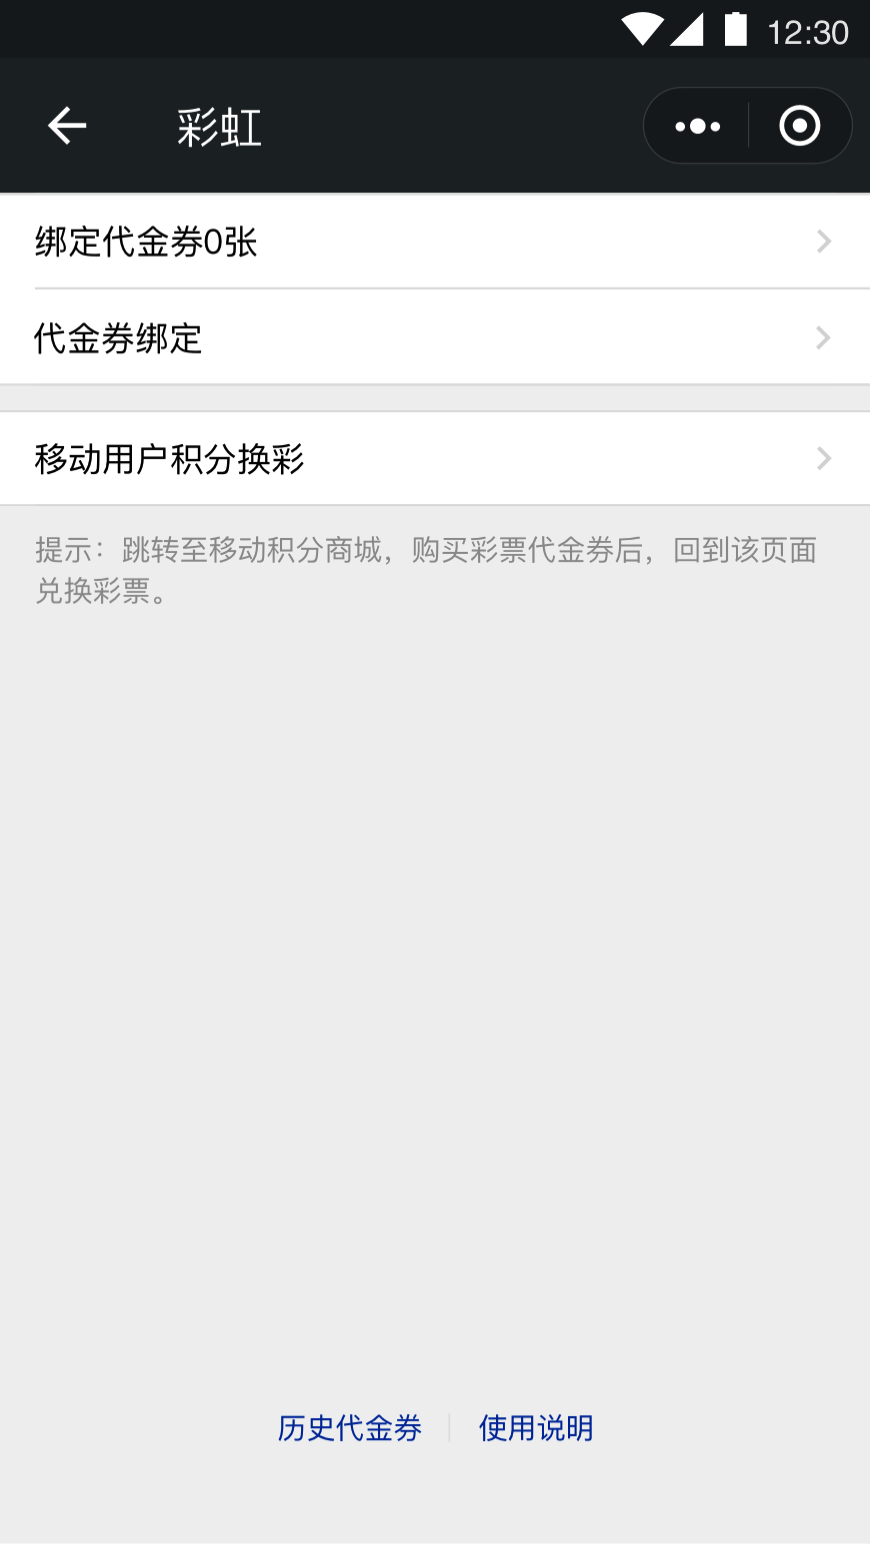 12:30
彩虹
绑定代金券0张
代金券绑定
移动用户积分换彩
提示：跳转至移动积分商城，购买彩票代金券后，回到该页面
兑换彩票。
历史代金券
使用说明